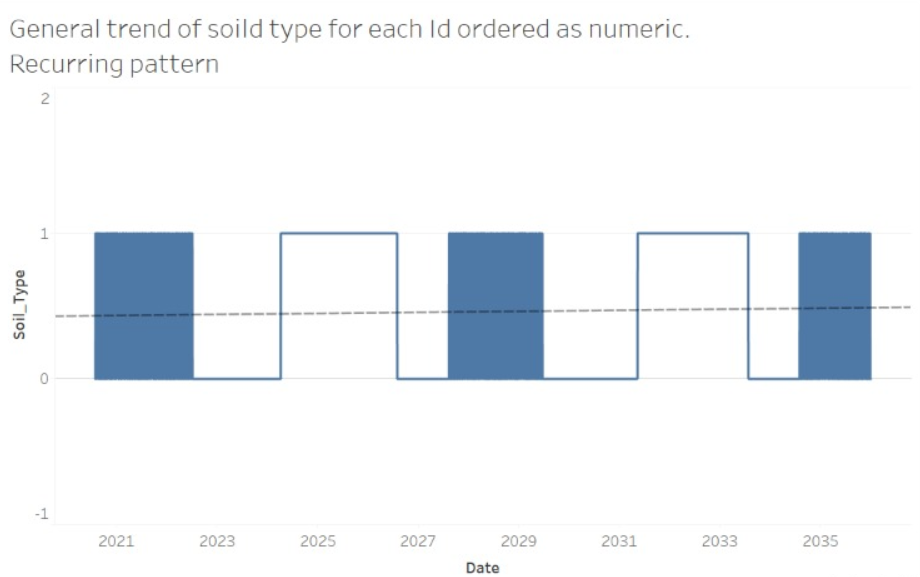 General trend of soild type for each Id ordered as numeric.
Recurring pattern
2
1
0
-1
Soil_Type
2021 2023 2025 2027 2029 2031 2033 2035
Date